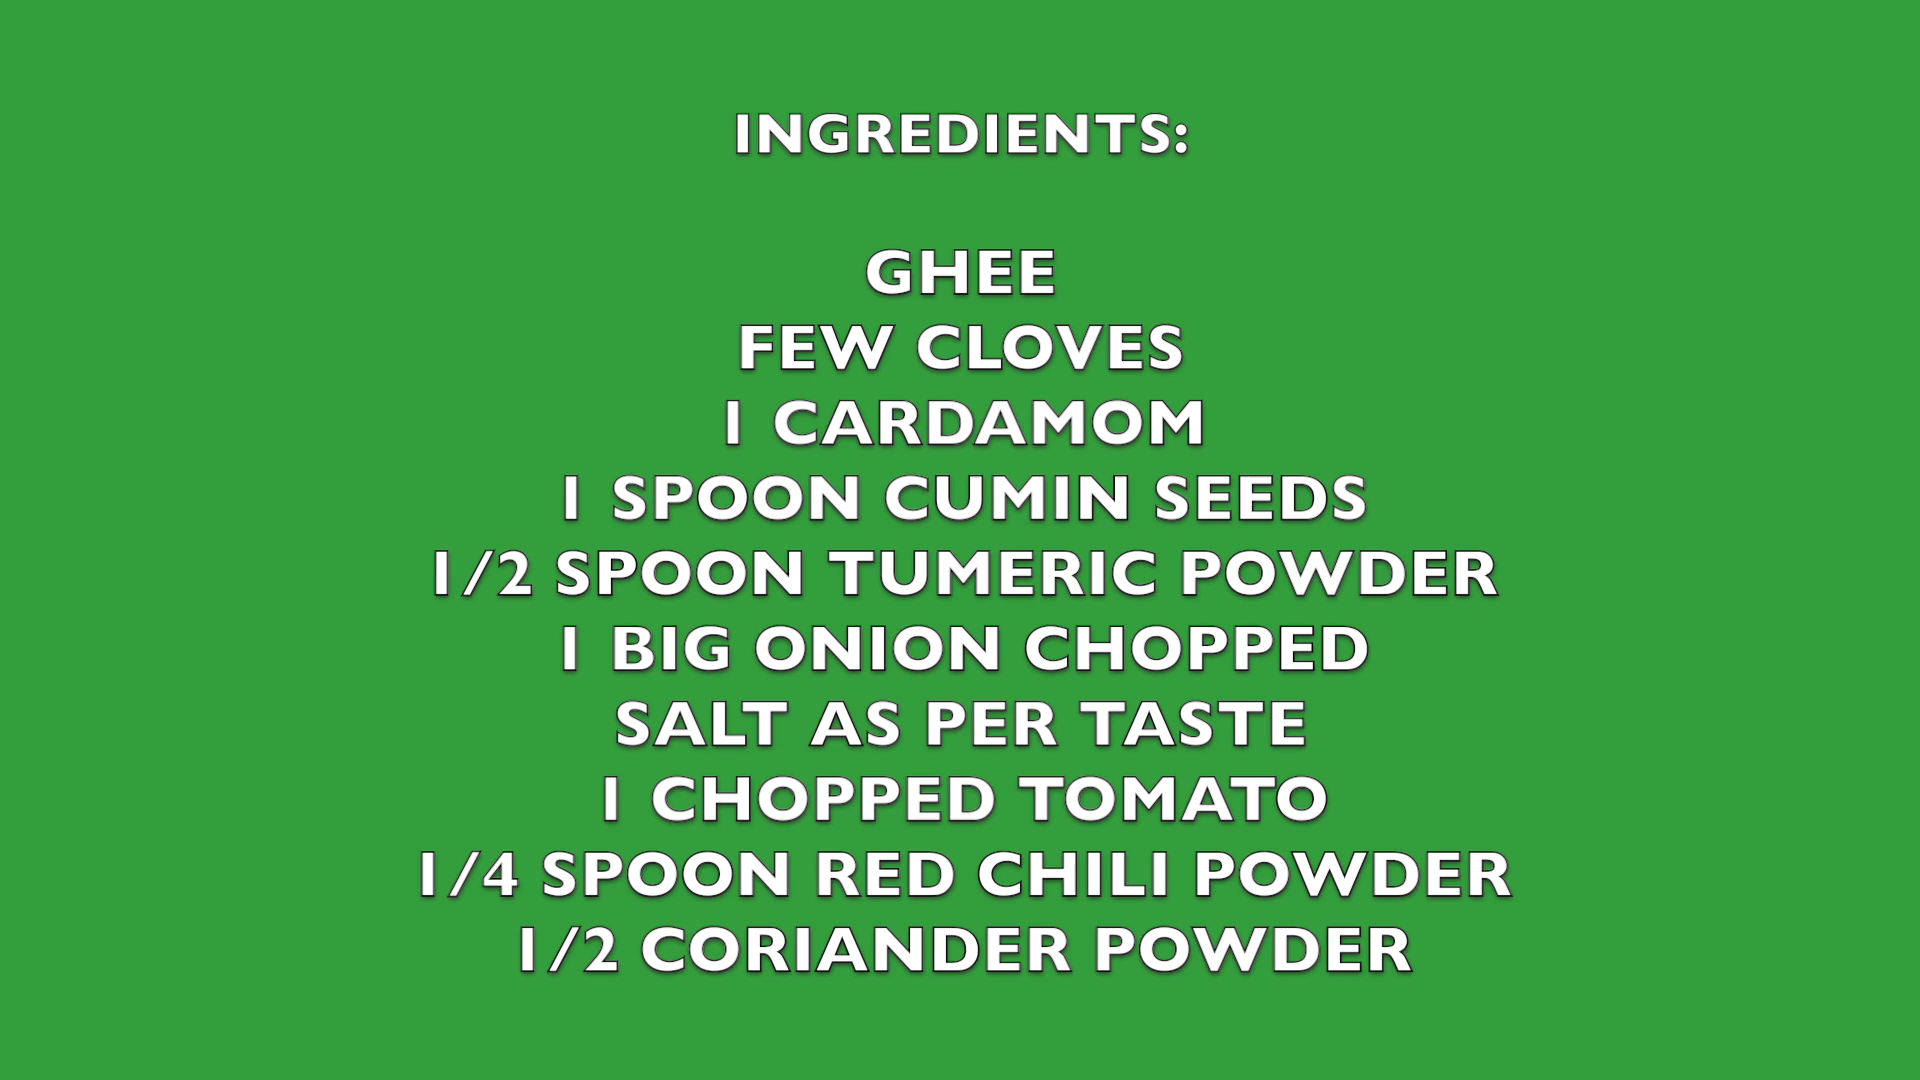 INGREDIENTS:
GHEE
FEW CLOVES
1 CARDAMOM
1 SPOON CUMIN SEEDS
1/2 SPOON TUMERIC POWDER
1 BIG ONION CHOPPED
SALT AS PER TASTE
1 CHOPPED TOMATO
1/4 SPOON RED CHILI POWDER
1/2 CORIANDER POWDER